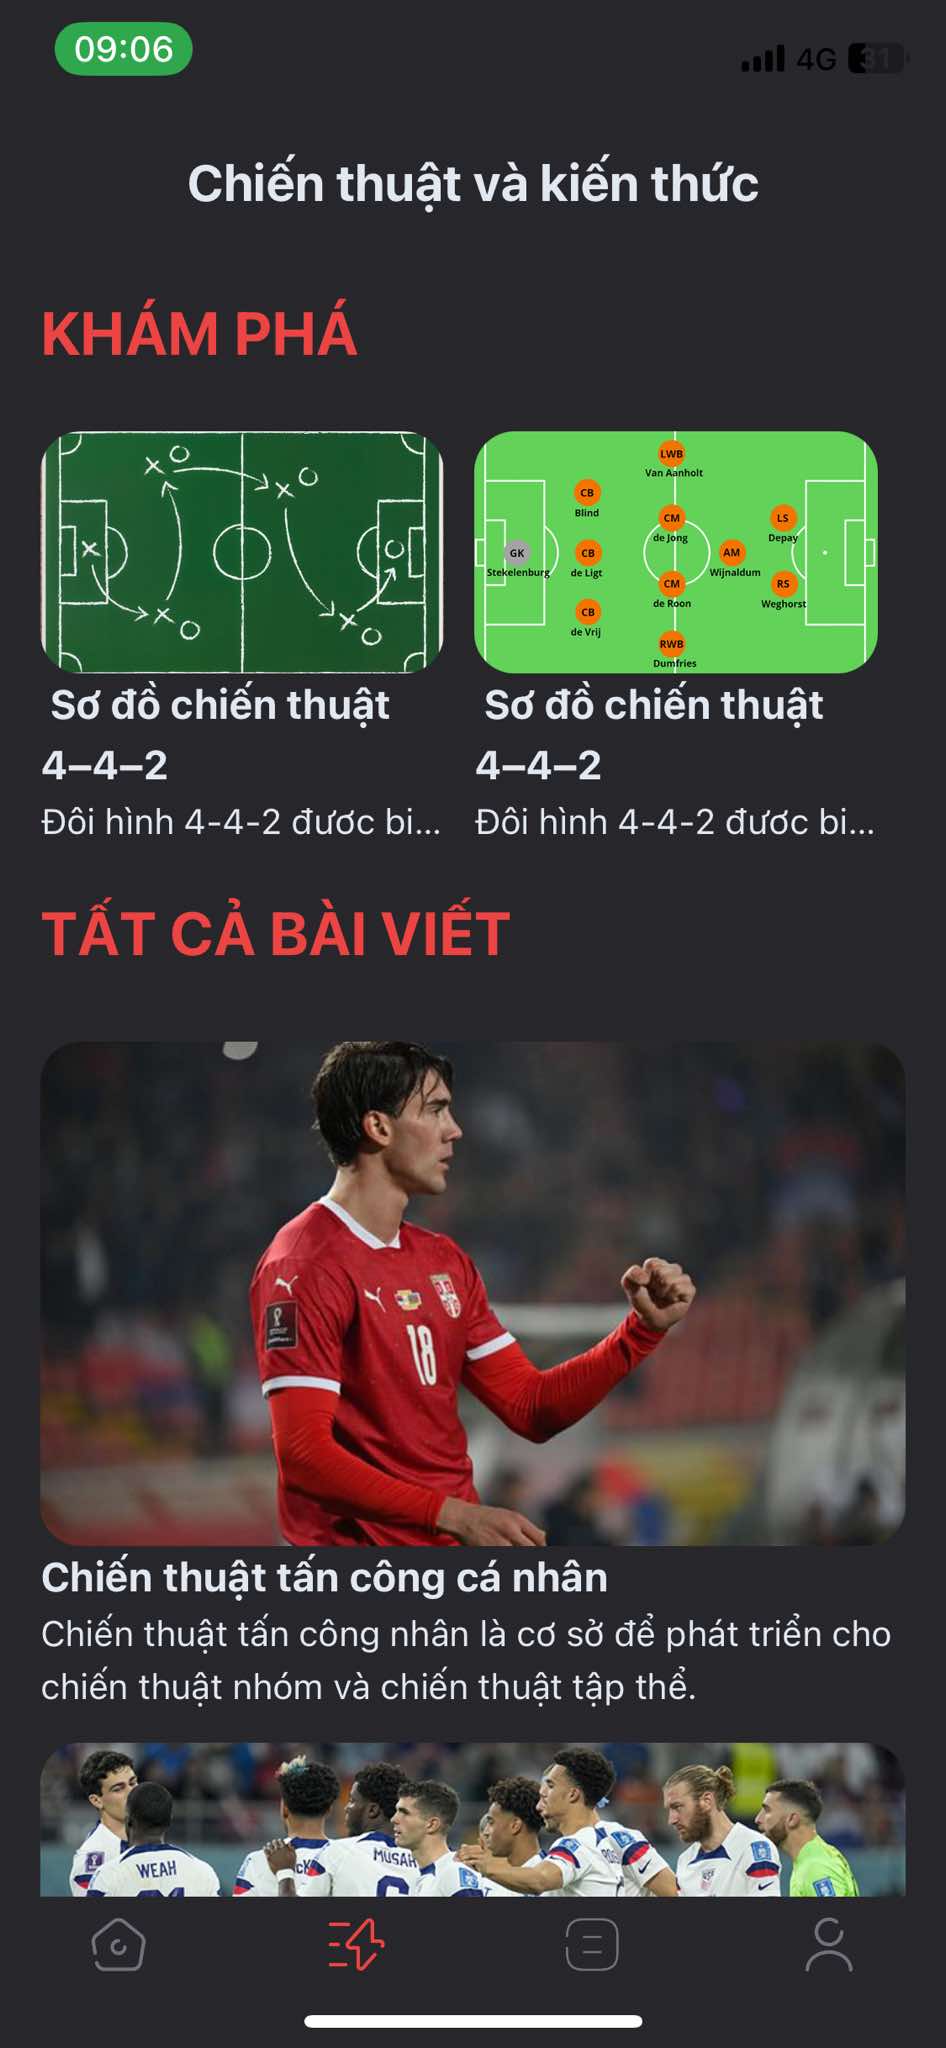 09:06
4G 31
Chiến thuật và kiến thức
KHÁM PHÁ
LWB
Van Aanholt
CB
Blind
CM
de Jong
LS
Depay
GK
Stekelenburg
CB
de Ligt
AM
Wijnaldum
CM
de Roon
RS
Weghorst
CB
de Vrij
RWB
Dumfries
Sơ đồ chiến thuật
4–4–2
Đôi hình 4-4-2 đươc bi...
Sơ đồ chiến thuật
4–4–2
Đôi hình 4-4-2 đươc bi...
TẤT CẢ BÀI VIẾT
18
Chiến thuật tấn công cá nhân
Chiến thuật tấn công nhân là cơ sở để phát triển cho
chiến thuật nhóm và chiến thuật tập thể.
WEAH
MUSAH